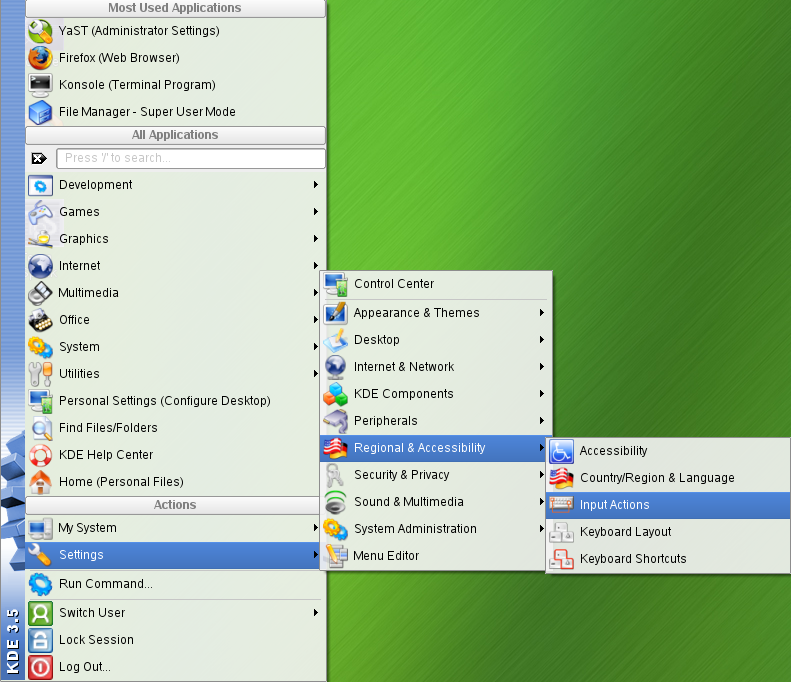 Most Used Applications
YaST (Administrator Settings)
Firefox (Web Browser)
Konsole (Terminal Program)
File Manager - Super User Mode
All Applications
Press '/' to search...
Development
Games
Graphics
Internet
Multimedia
Office
System
Utilities
Personal Settings (Configure Desktop)
Find Files/Folders
KDE Help Center
Home (Personal Files)
Actions
My System
Settings
Run Command...
Switch User
Lock Session
Log Out...
KDE 3.5
Control Center
Appearance & Themes
Desktop
Internet & Network
KDE Components
Peripherals
Regional & Accessibility
Security & Privacy
Sound & Multimedia
System Administration
Menu Editor
Accessibility
Country/Region & Language
Input Actions
Keyboard Layout
Keyboard Shortcuts